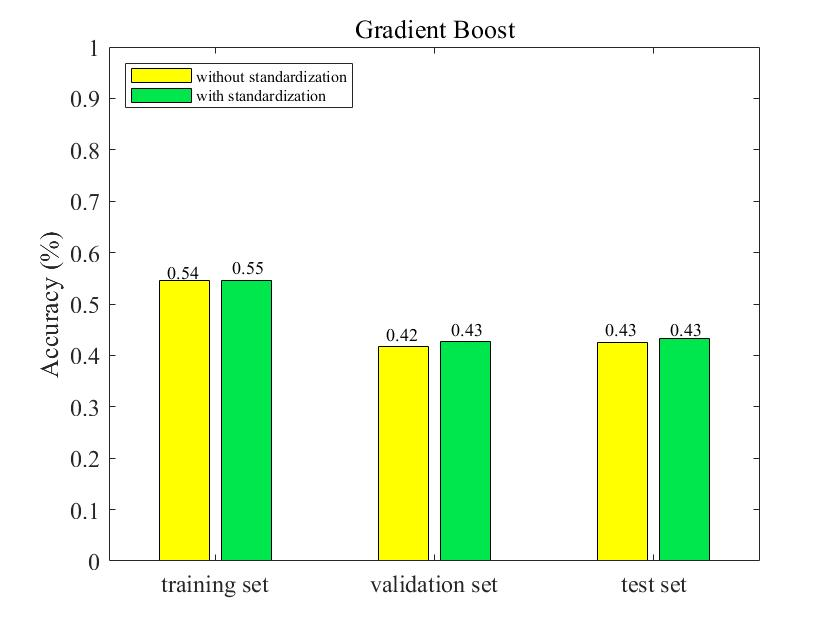 Gradient Boost
1
0.9
0.8
0.7
0.6
0.5
0.4
0.3
0.2
0.1
0
Accuracy (%)
without standardization
with standardization
0.54
0.55
0.42
0.43
0.43
0.43
training set
validation set
test set